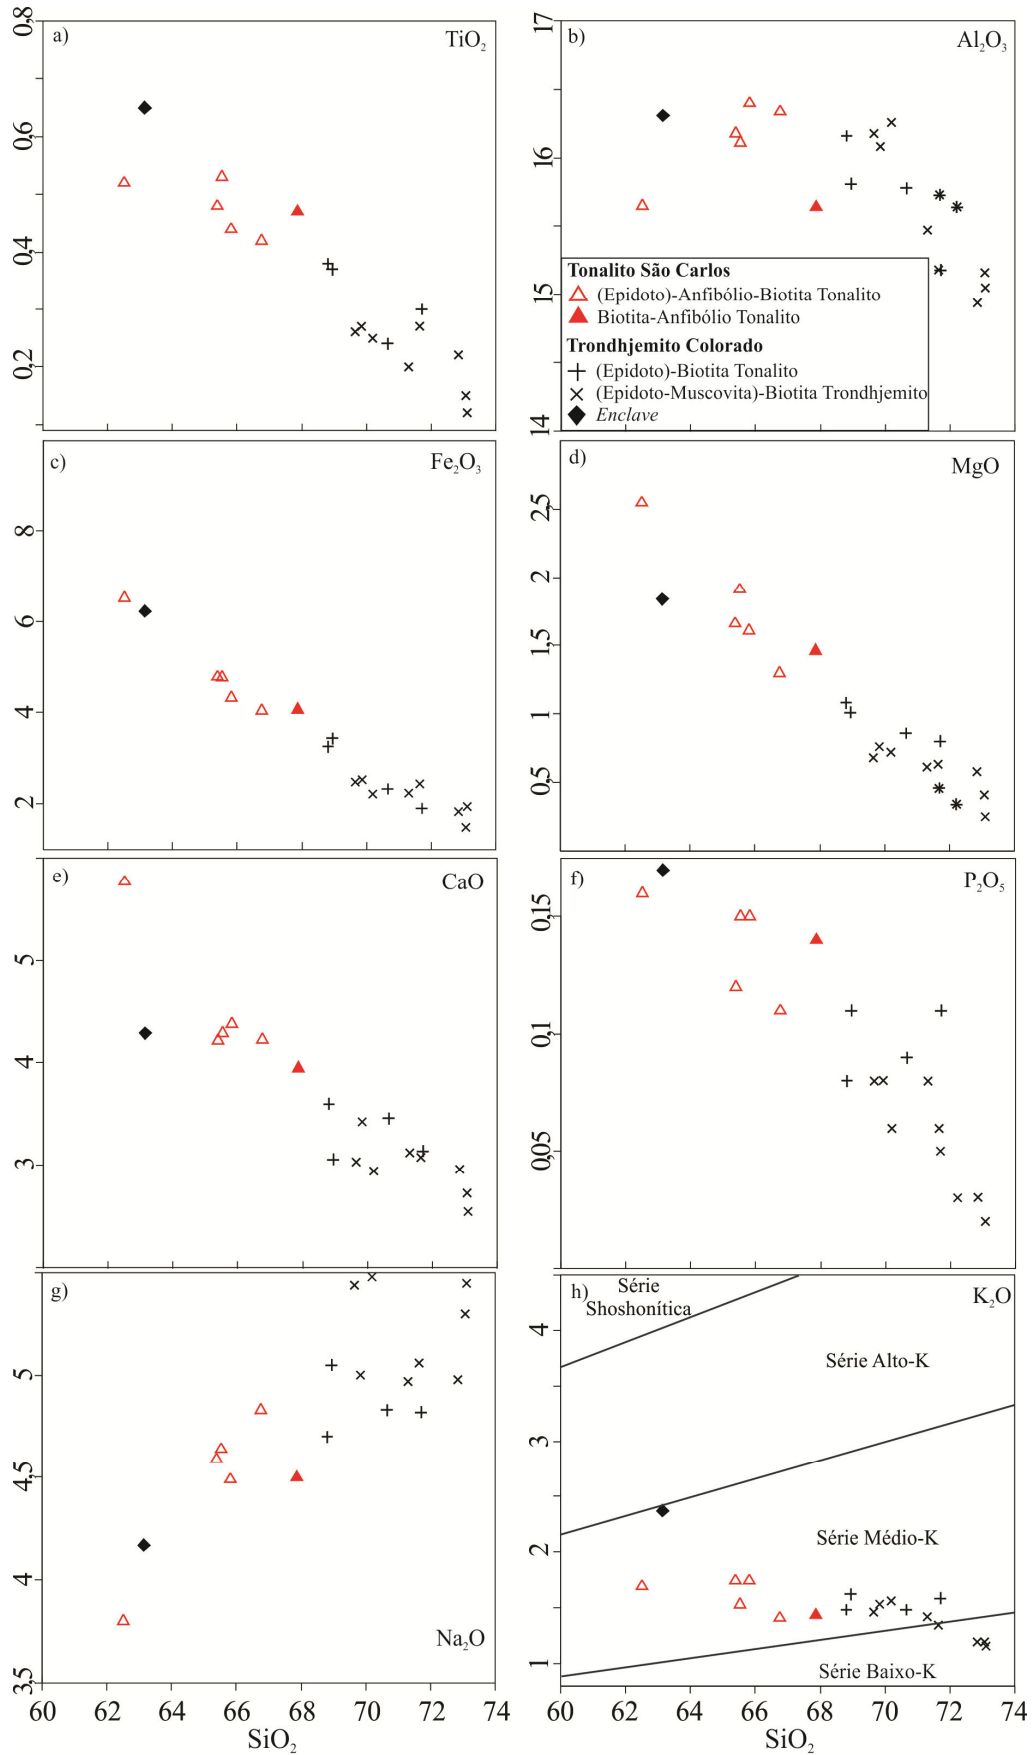 a)
TiO₂
0,8
0,6
0,4
0,2
b)
Al₂O₃
17
16
15
14
Tonalito São Carlos
(Epidoto)-Anfibólio-Biotita Tonalito
Biotita-Anfibólio Tonalito
Trondhjemito Colorado
(Epidoto)-Biotita Tonalito
(Epidoto-Muscovita)-Biotita Trondhjemito
Enclave
c)
Fe₂O₃
8
6
4
2
d)
MgO
2,5
2
1,5
1
0,5
e)
CaO
5
4
3
f)
P₂O₅
0,15
0,1
0,05
g)
Na₂O
5
4,5
4
3,5
60 62 64 66 68 70 72
SiO₂
h)
K₂O
Série
Shoshonítica
Série Alto-K
Série Médio-K
Série Baixo-K
4
3
2
1
60 62 64 66 68 70 72 74
SiO₂